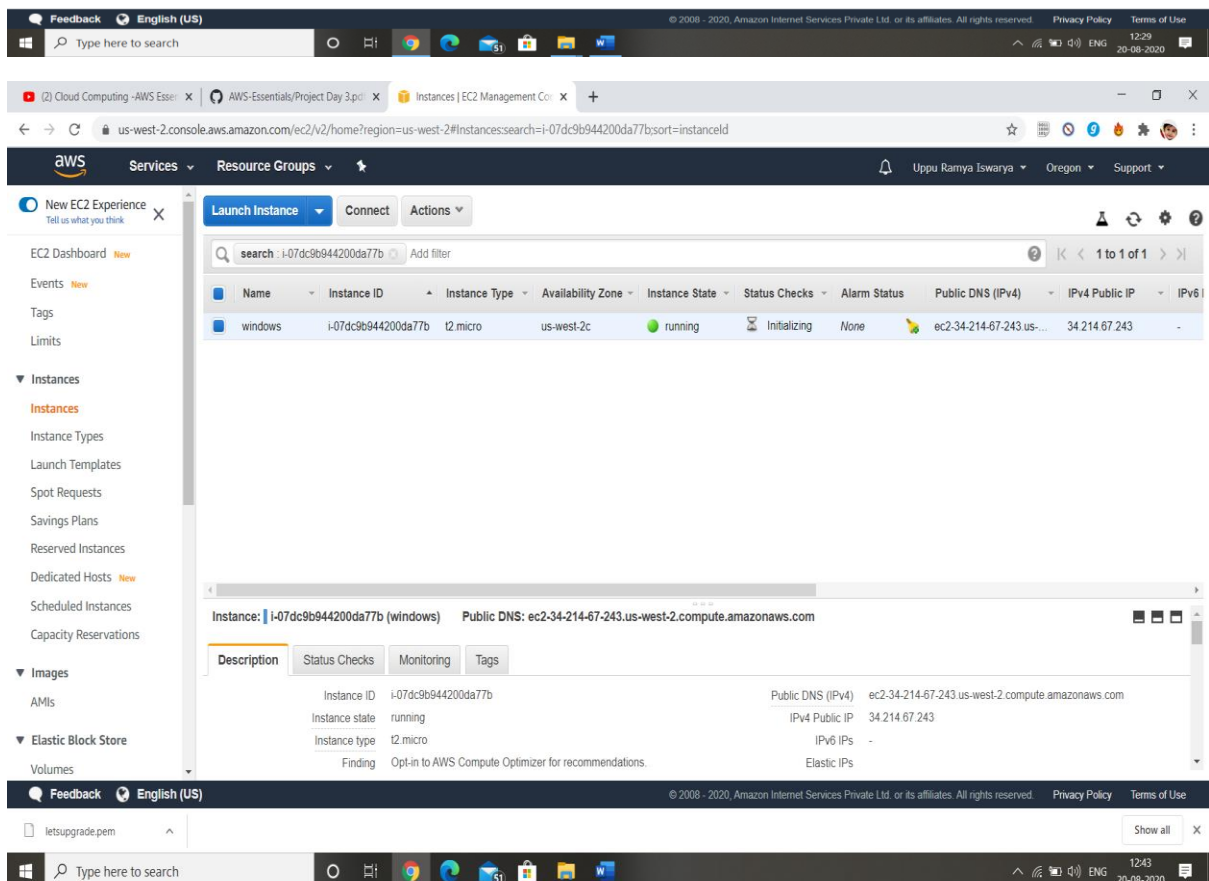 Feedback English (US) © 2008 - 2020, Amazon Internet Services Private Ltd. or its affiliates. All rights reserved. Privacy Policy Terms of Use
Type here to search 51 W ENG 12:29
20-08-2020
(2) Cloud Computing -AWS Esser AWS-Essentials/Project Day 3.pd Instances | EC2 Management Co
us-west-2.console.aws.amazon.com/ec2/v2/home?region=us-west-2#Instances:search=i-07dc9b944200da77b;sort=instanceId
aws Services Resource Groups Uppu Ramya Iswarya Oregon Support
New EC2 Experience
Tell us what you think
Launch Instance Connect Actions
EC2 Dashboard New
search : i-07dc9b944200da77b Add filter 1 to 1 of 1
Events New
Name Instance ID Instance Type Availability Zone Instance State Status Checks Alarm Status Public DNS (IPv4) IPv4 Public IP IPv6
Tags
windows i-07dc9b944200da77b t2.micro us-west-2c running Initializing None ec2-34-214-67-243.us-... 34.214.67.243 -
Limits
Instances
Instances
Instance Types
Launch Templates
Spot Requests
Savings Plans
Reserved Instances
Dedicated Hosts New
Scheduled Instances
Capacity Reservations
Images
AMIs
Elastic Block Store
Volumes
Instance: i-07dc9b944200da77b (windows) Public DNS: ec2-34-214-67-243.us-west-2.compute.amazonaws.com
Description Status Checks Monitoring Tags
Instance ID i-07dc9b944200da77b Public DNS (IPv4) ec2-34-214-67-243.us-west-2.compute.amazonaws.com
Instance state running IPv4 Public IP 34.214.67.243
Instance type t2.micro IPv6 IPs -
Finding Opt-in to AWS Compute Optimizer for recommendations. Elastic IPs
Feedback English (US) © 2008 - 2020, Amazon Internet Services Private Ltd. or its affiliates. All rights reserved. Privacy Policy Terms of Use
letsupgrade.pem Show all
Type here to search 51 W ENG 12:43
20-08-2020